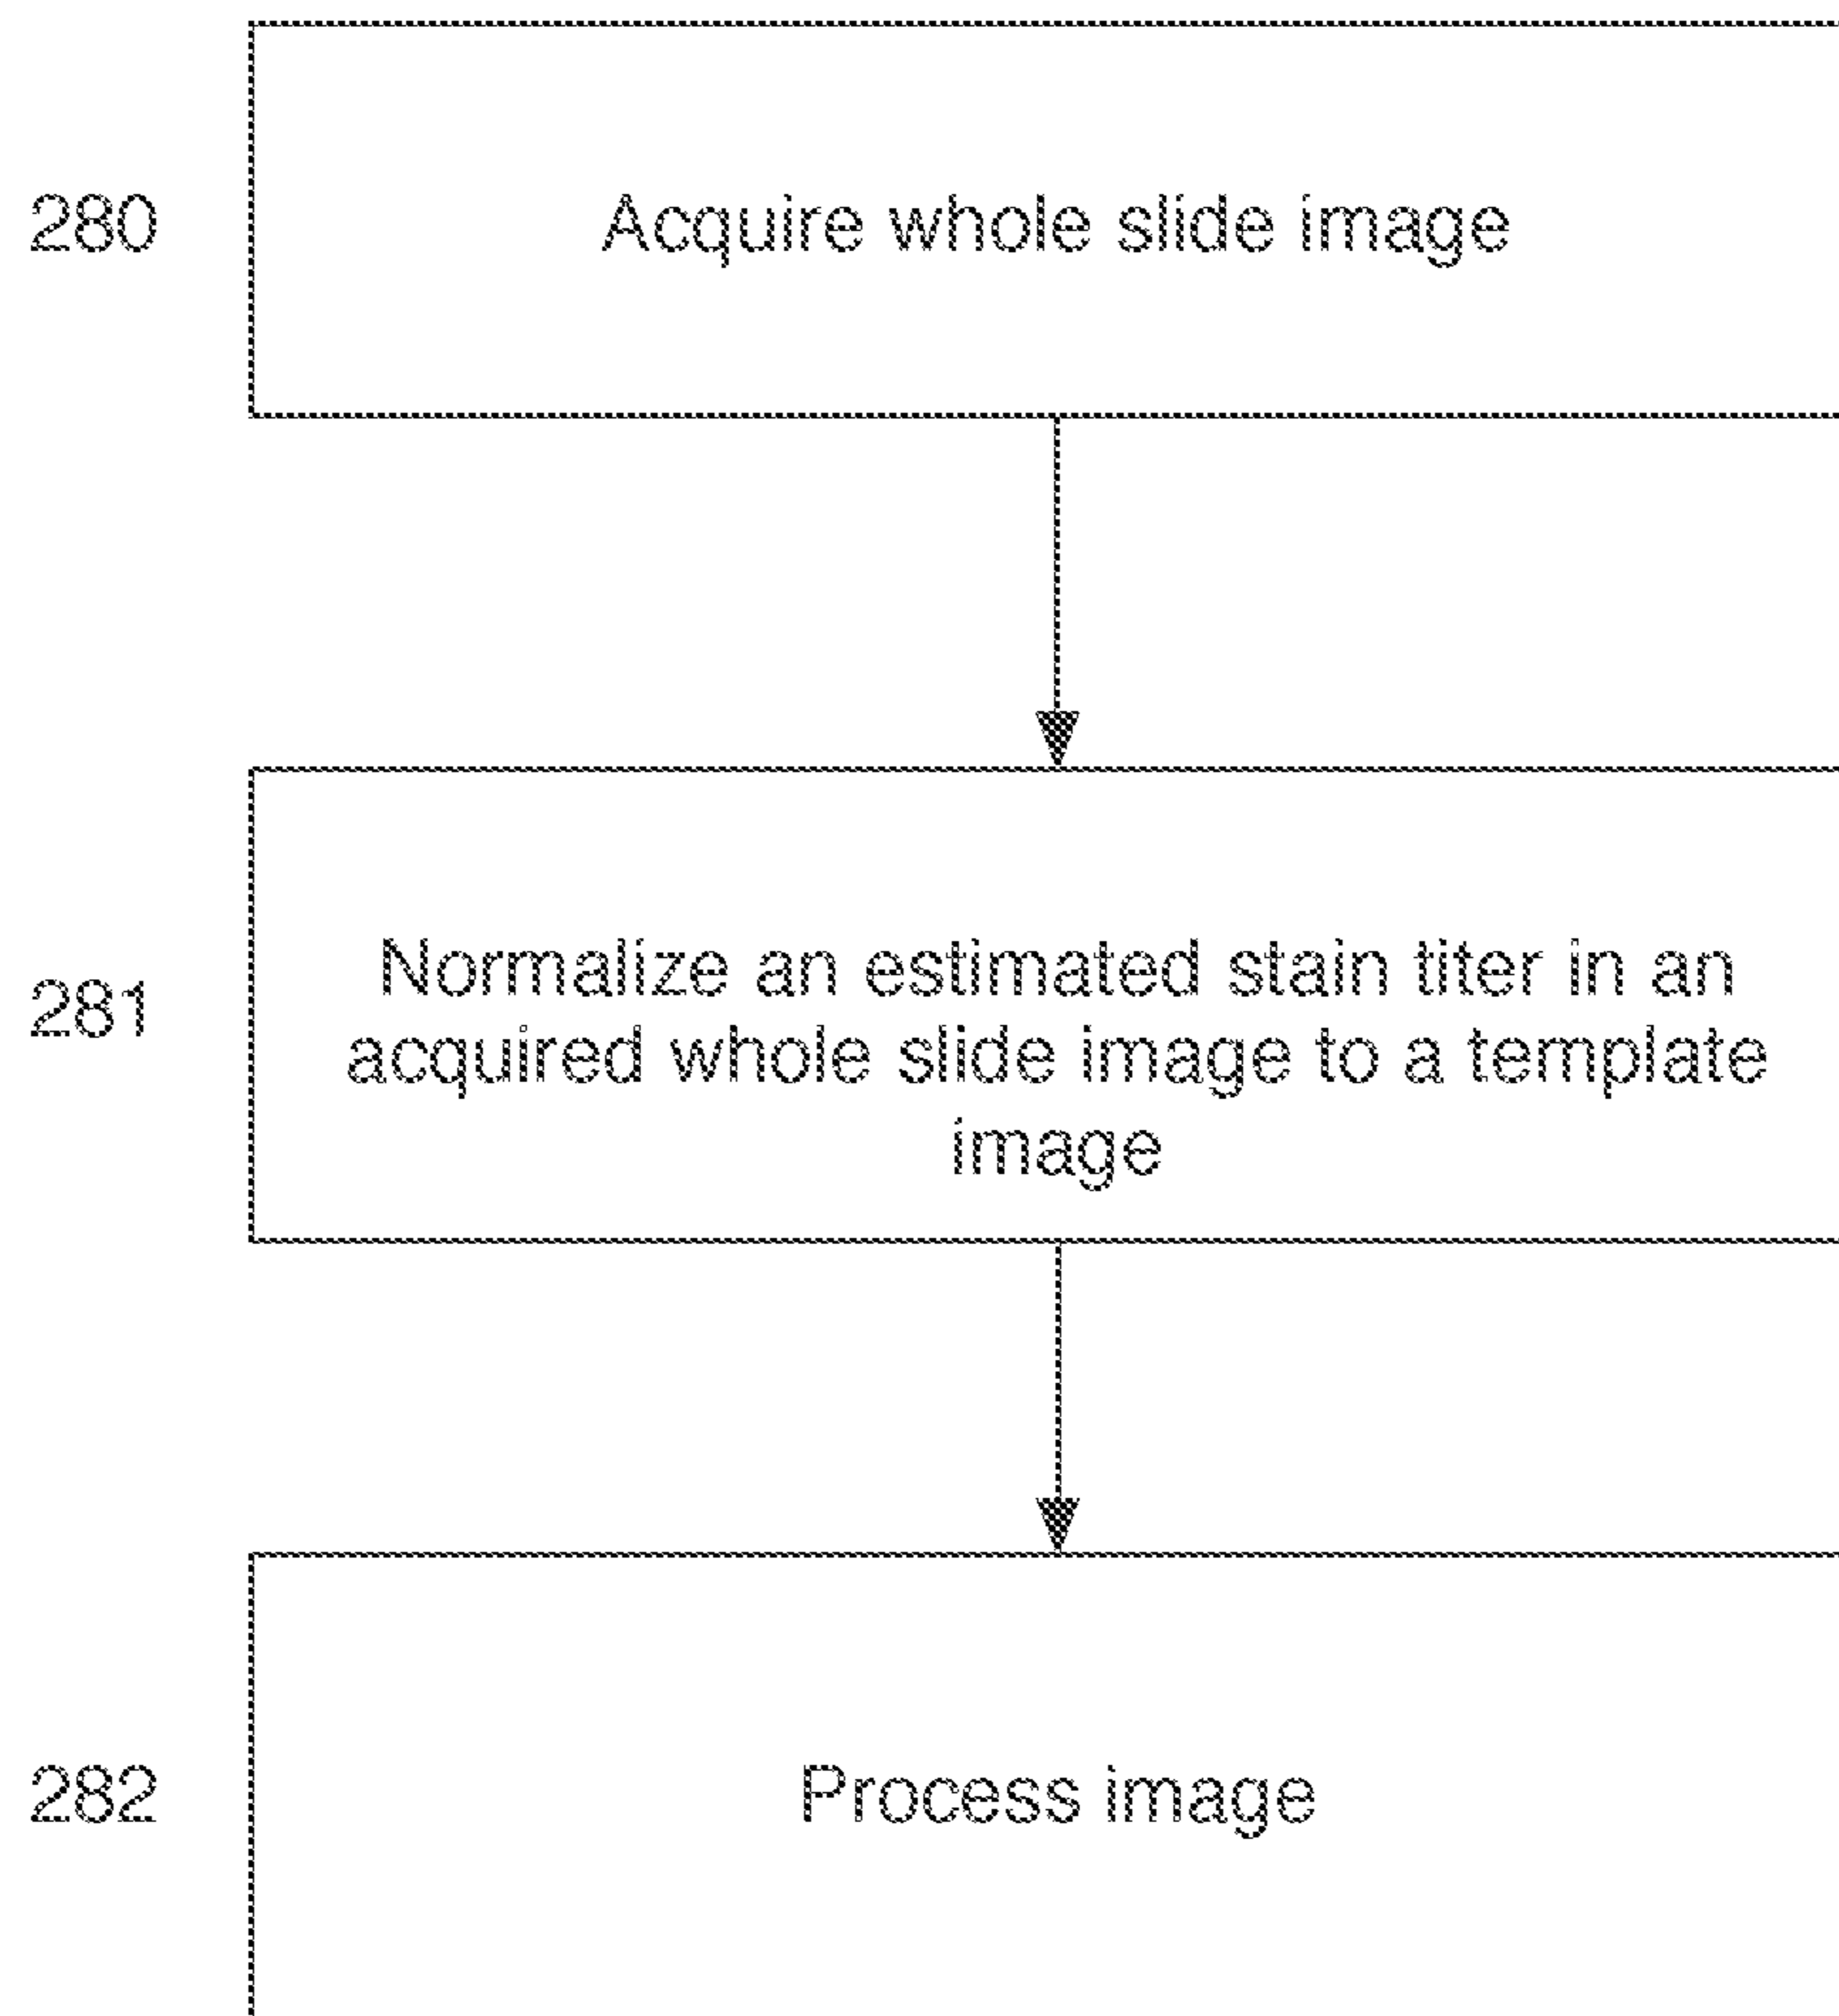 280
Acquire whole slide image
281
Normalize an estimated stain titer in an
acquired whole slide image to a template
image
282
Process image